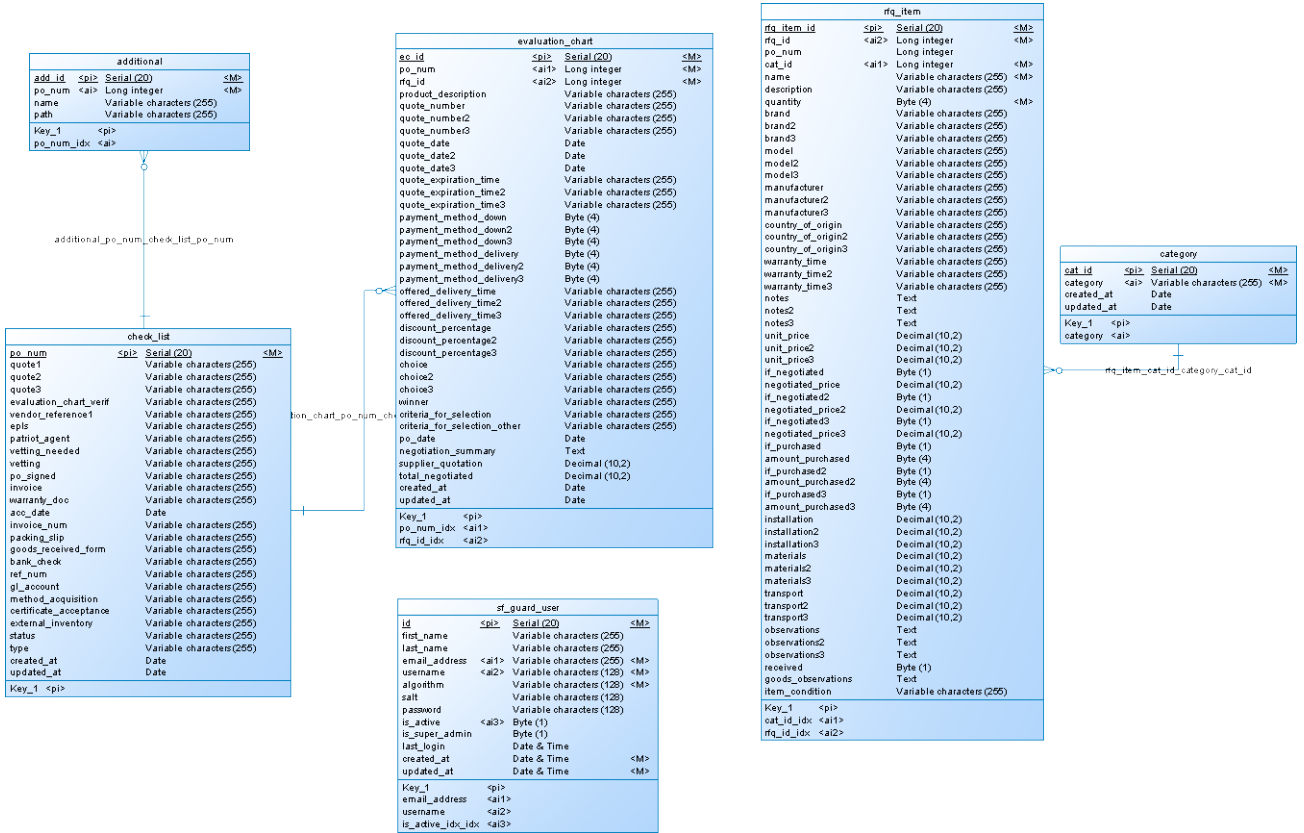 additional
add_id <pi> Serial (20) <M>
po_num <ai> Long integer <M>
name Variable characters (255)
path Variable characters (255)
Key_1 <pi>
po_num_idx <ai>
additional_po_num_check_list_po_num
check_list
po_num <pi> Serial (20) <M>
quote1 Variable characters (255)
quote2 Variable characters (255)
quote3 Variable characters (255)
evaluation_chart_verif Variable characters (255)
vendor_reference1 Variable characters (255)
epls Variable characters (255)
patriot_agent Variable characters (255)
vetting_needed Variable characters (255)
vetting Variable characters (255)
po_signed Variable characters (255)
invoice Variable characters (255)
warranty_doc Variable characters (255)
acc_date Date
invoice_num Variable characters (255)
packing_slip Variable characters (255)
goods_received_form Variable characters (255)
bank_check Variable characters (255)
ref_num Variable characters (255)
gl_account Variable characters (255)
method_acquisition Variable characters (255)
certificate_acceptance Variable characters (255)
external_inventory Variable characters (255)
status Variable characters (255)
type Variable characters (255)
created_at Date
updated_at Date
Key_1 <pi>
tion_chart_po_num_che
evaluation_chart
ec_id <pi> Serial (20) <M>
po_num <ai1> Long integer <M>
rfq_id <ai2> Long integer <M>
product_description Variable characters (255)
quote_number Variable characters (255)
quote_number2 Variable characters (255)
quote_number3 Variable characters (255)
quote_date Date
quote_date2 Date
quote_date3 Date
quote_expiration_time Variable characters (255)
quote_expiration_time2 Variable characters (255)
quote_expiration_time3 Variable characters (255)
payment_method_down Byte (4)
payment_method_down2 Byte (4)
payment_method_down3 Byte (4)
payment_method_delivery Byte (4)
payment_method_delivery2 Byte (4)
payment_method_delivery3 Byte (4)
offered_delivery_time Variable characters (255)
offered_delivery_time2 Variable characters (255)
offered_delivery_time3 Variable characters (255)
discount_percentage Variable characters (255)
discount_percentage2 Variable characters (255)
discount_percentage3 Variable characters (255)
choice Variable characters (255)
choice2 Variable characters (255)
choice3 Variable characters (255)
winner Variable characters (255)
criteria_for_selection Variable characters (255)
criteria_for_selection_other Variable characters (255)
po_date Date
negotiation_summary Text
supplier_quotation Decimal (10,2)
total_negotiated Decimal (10,2)
created_at Date
updated_at Date
Key_1 <pi>
po_num_idx <ai1>
rfq_id_idx <ai2>
sf_guard_user
id <pi> Serial (20) <M>
first_name Variable characters (255)
last_name Variable characters (255)
email_address <ai1> Variable characters (255) <M>
username <ai2> Variable characters (128) <M>
algorithm Variable characters (128) <M>
salt Variable characters (128)
password Variable characters (128)
is_active <ai3> Byte (1)
is_super_admin Byte (1)
last_login Date & Time
created_at Date & Time <M>
updated_at Date & Time <M>
Key_1 <pi>
email_address <ai1>
username <ai2>
is_active_idx_idx <ai3>
rfq_item
rfq_item_id <pi> Serial (20) <M>
rfq_id <ai2> Long integer <M>
po_num Long integer
cat_id <ai1> Long integer <M>
name Variable characters (255) <M>
description Variable characters (255)
quantity Byte (4) <M>
brand Variable characters (255)
brand2 Variable characters (255)
brand3 Variable characters (255)
model Variable characters (255)
model2 Variable characters (255)
model3 Variable characters (255)
manufacturer Variable characters (255)
manufacturer2 Variable characters (255)
manufacturer3 Variable characters (255)
country_of_origin Variable characters (255)
country_of_origin2 Variable characters (255)
country_of_origin3 Variable characters (255)
warranty_time Variable characters (255)
warranty_time2 Variable characters (255)
warranty_time3 Variable characters (255)
notes Text
notes2 Text
notes3 Text
unit_price Decimal (10,2)
unit_price2 Decimal (10,2)
unit_price3 Decimal (10,2)
if_negotiated Byte (1)
negotiated_price Decimal (10,2)
if_negotiated2 Byte (1)
negotiated_price2 Decimal (10,2)
if_negotiated3 Byte (1)
negotiated_price3 Decimal (10,2)
if_purchased Byte (1)
amount_purchased Byte (4)
if_purchased2 Byte (1)
amount_purchased2 Byte (4)
if_purchased3 Byte (1)
amount_purchased3 Byte (4)
installation Decimal (10,2)
installation2 Decimal (10,2)
installation3 Decimal (10,2)
materials Decimal (10,2)
materials2 Decimal (10,2)
materials3 Decimal (10,2)
transport Decimal (10,2)
transport2 Decimal (10,2)
transport3 Decimal (10,2)
observations Text
observations2 Text
observations3 Text
received Byte (1)
goods_observations Text
item_condition Variable characters (255)
Key_1 <pi>
cat_id_idx <ai1>
rfq_id_idx <ai2>
category
cat_id <pi> Serial (20) <M>
category <ai> Variable characters (255) <M>
created_at Date
updated_at Date
Key_1 <pi>
category <ai>
rfq_item_cat_id_category_cat_id